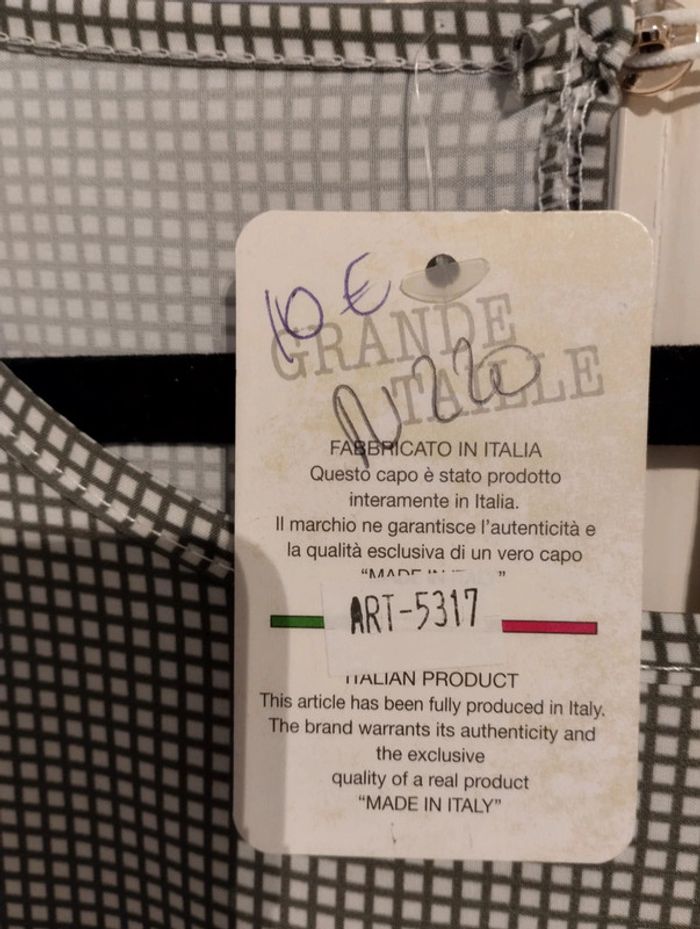 10 €
GRANDE
TAILLE
FABBRICATO IN ITALIA
Questo capo è stato prodotto
interamente in Italia.
Il marchio ne garantisce l'autenticità e
la qualità esclusiva di un vero capo
ART-5317
ITALIAN PRODUCT
This article has been fully produced in Italy.
The brand warrants its authenticity and
the exclusive
quality of a real product
"MADE IN ITALY"